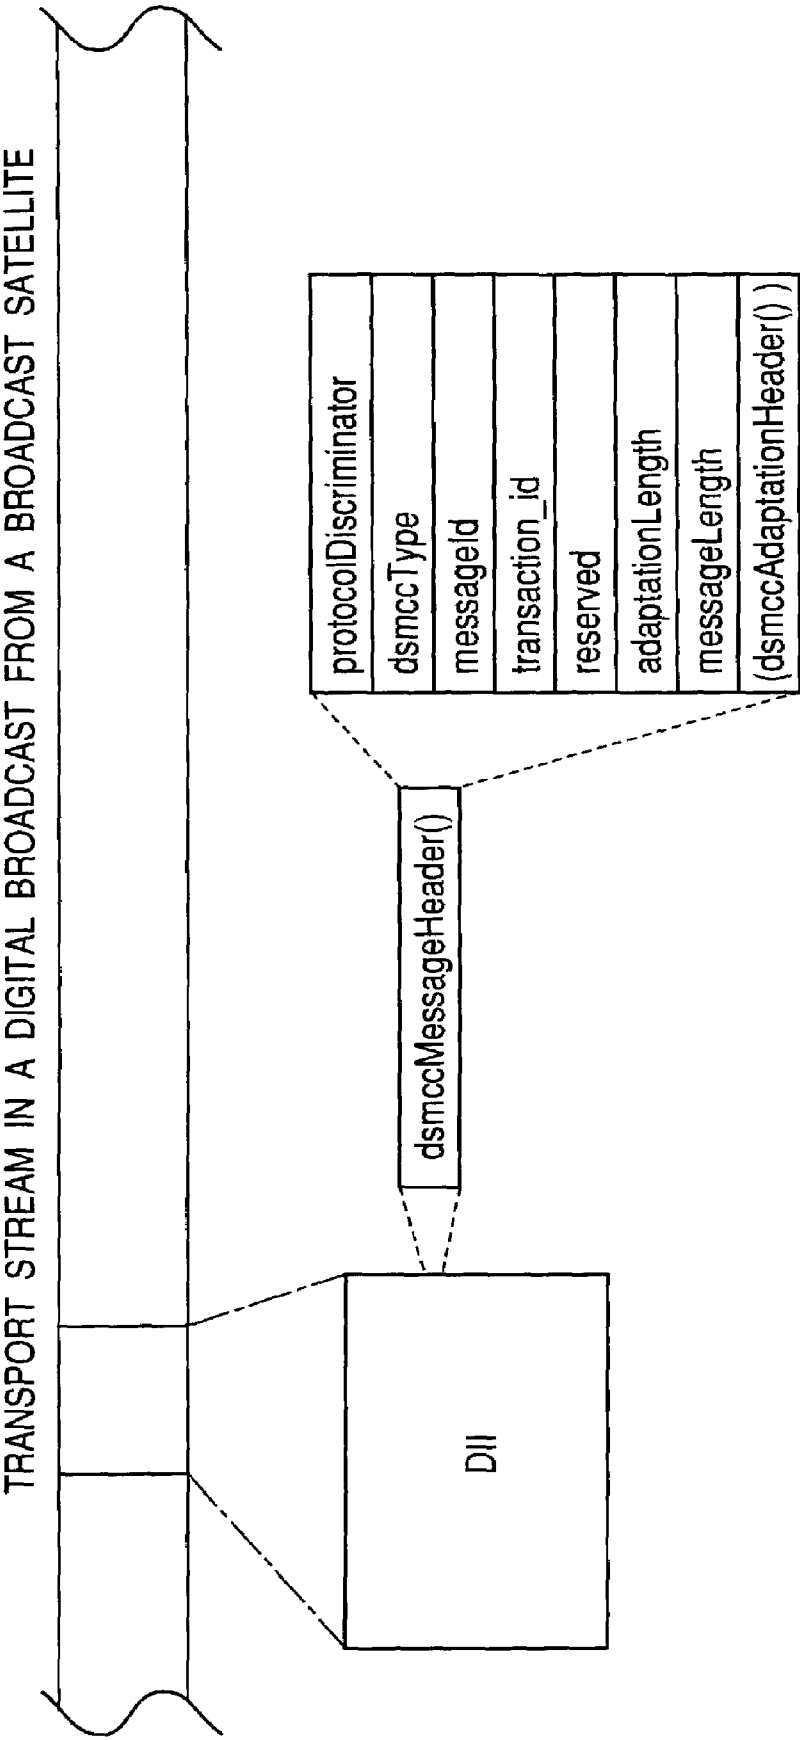 TRANSPORT STREAM IN A DIGITAL BROADCAST FROM A BROADCAST SATELLITE
DII
dsmccMessageHeader()
protocolDiscriminator
dsmccType
messageId
transaction_id
reserved
adaptationLength
messageLength
(dsmccAdaptationHeader() )